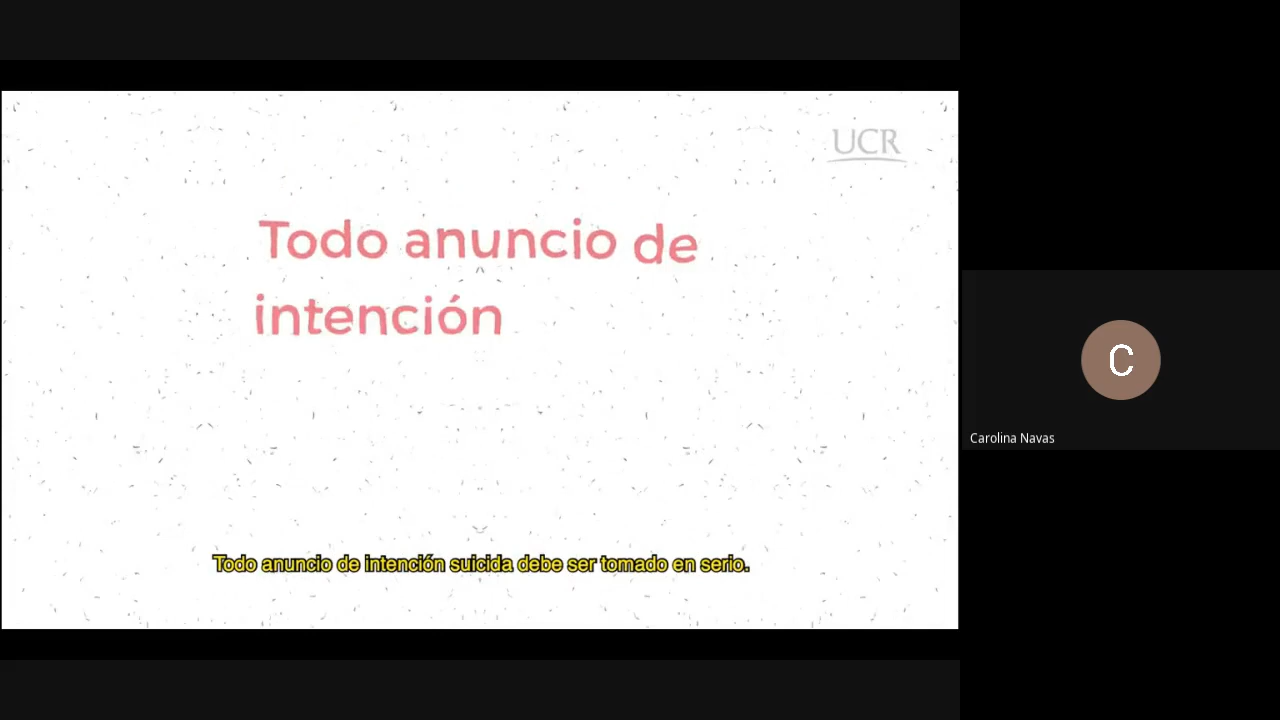 UCR
Todo anuncio de
intención
Todo anuncio de intención suicida debe ser tomado en serio.
C
Carolina Navas